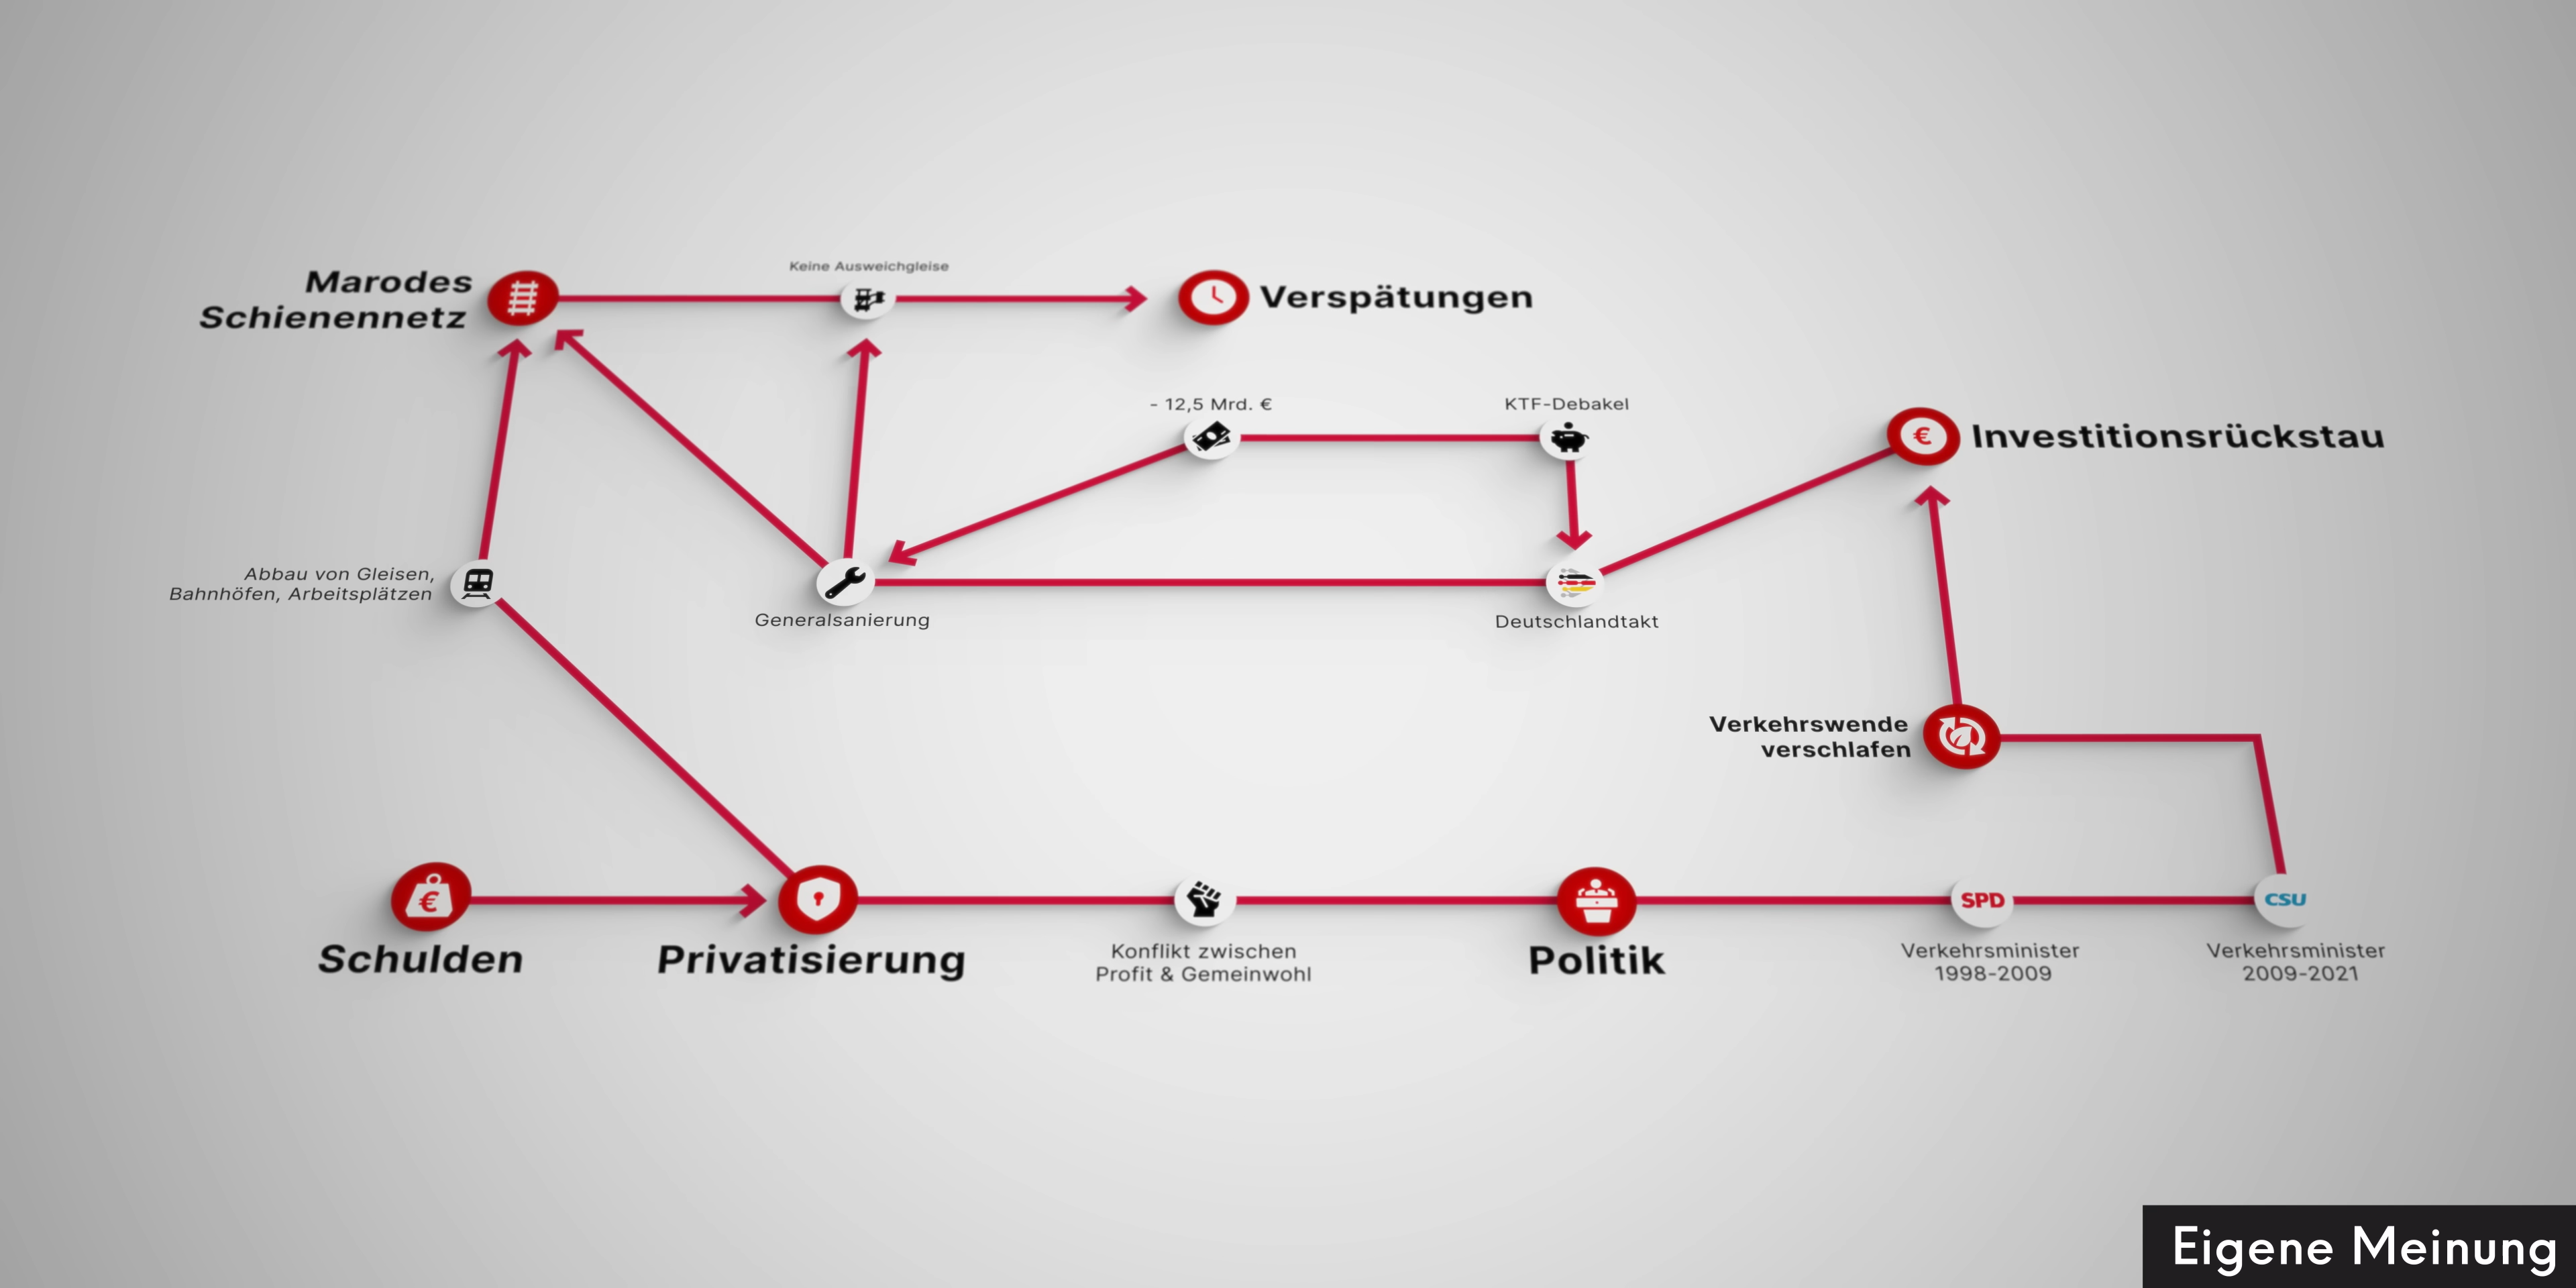 Marodes
Schienennetz
Keine Ausweichgleise
Verspätungen
- 12,5 Mrd. €
KTF-Debakel
€
Investitionsrückstau
Abbau von Gleisen,
Bahnhöfen, Arbeitsplätzen
Generalsanierung
Deutschlandtakt
Verkehrswende
verschlafen
€
Schulden
Privatisierung
Konflikt zwischen
Profit & Gemeinwohl
Politik
SPD
Verkehrsminister
1998-2009
CSU
Verkehrsminister
2009-2021
Eigene Meinung